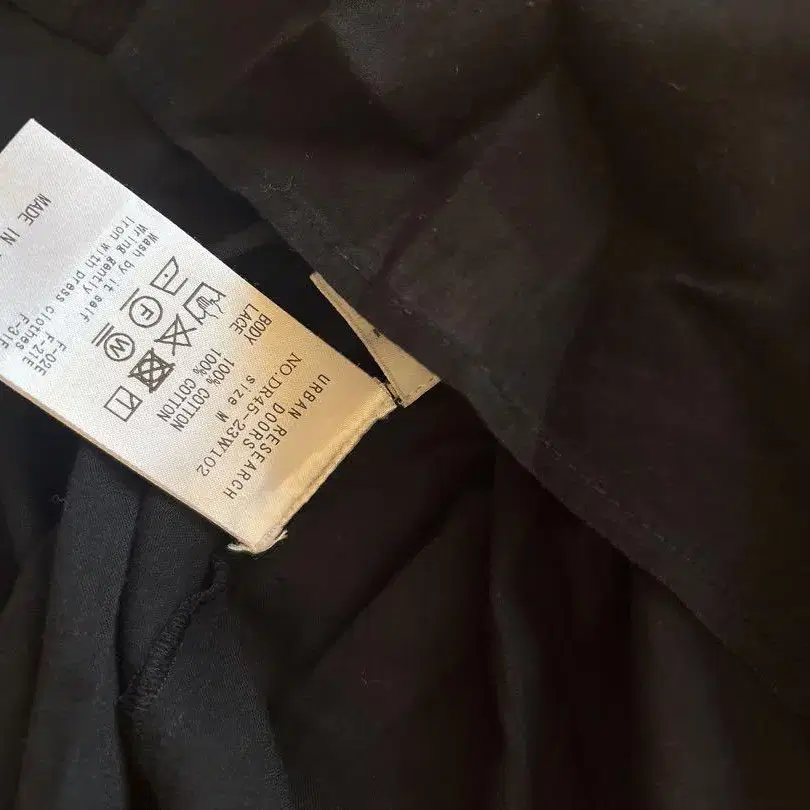 URBAN RESEARCH
DOORS
NO.DR45-23W102
size M
BODY 100% COTTON
LACE 100% COTTON
F
W
F-02E
F-21E
F-31E
Wash by it self
Wring gently
Iron with press clothes
MADE IN